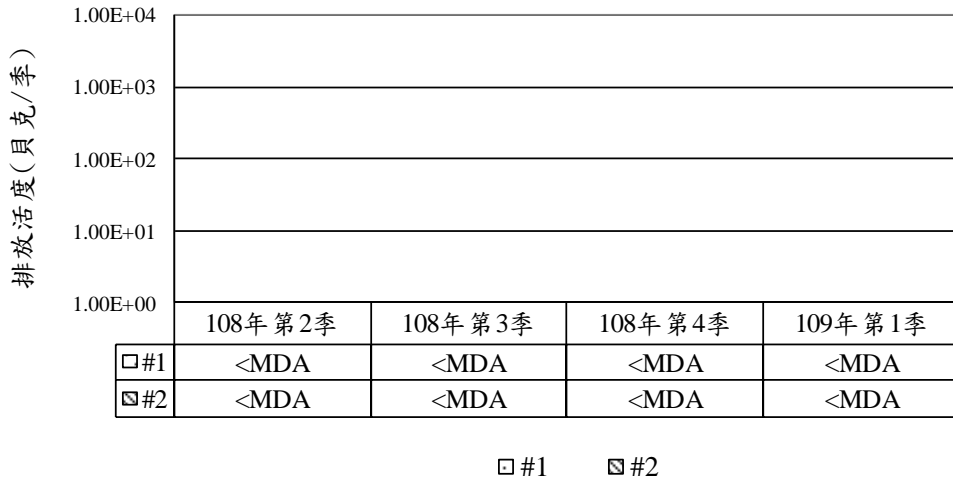 排放活度(貝克/季)
1.00E+04
1.00E+03
1.00E+02
1.00E+01
1.00E+00
108年第2季 108年第3季 108年第4季 109年第1季
#1 <MDA <MDA <MDA <MDA
#2 <MDA <MDA <MDA <MDA
#1 #2